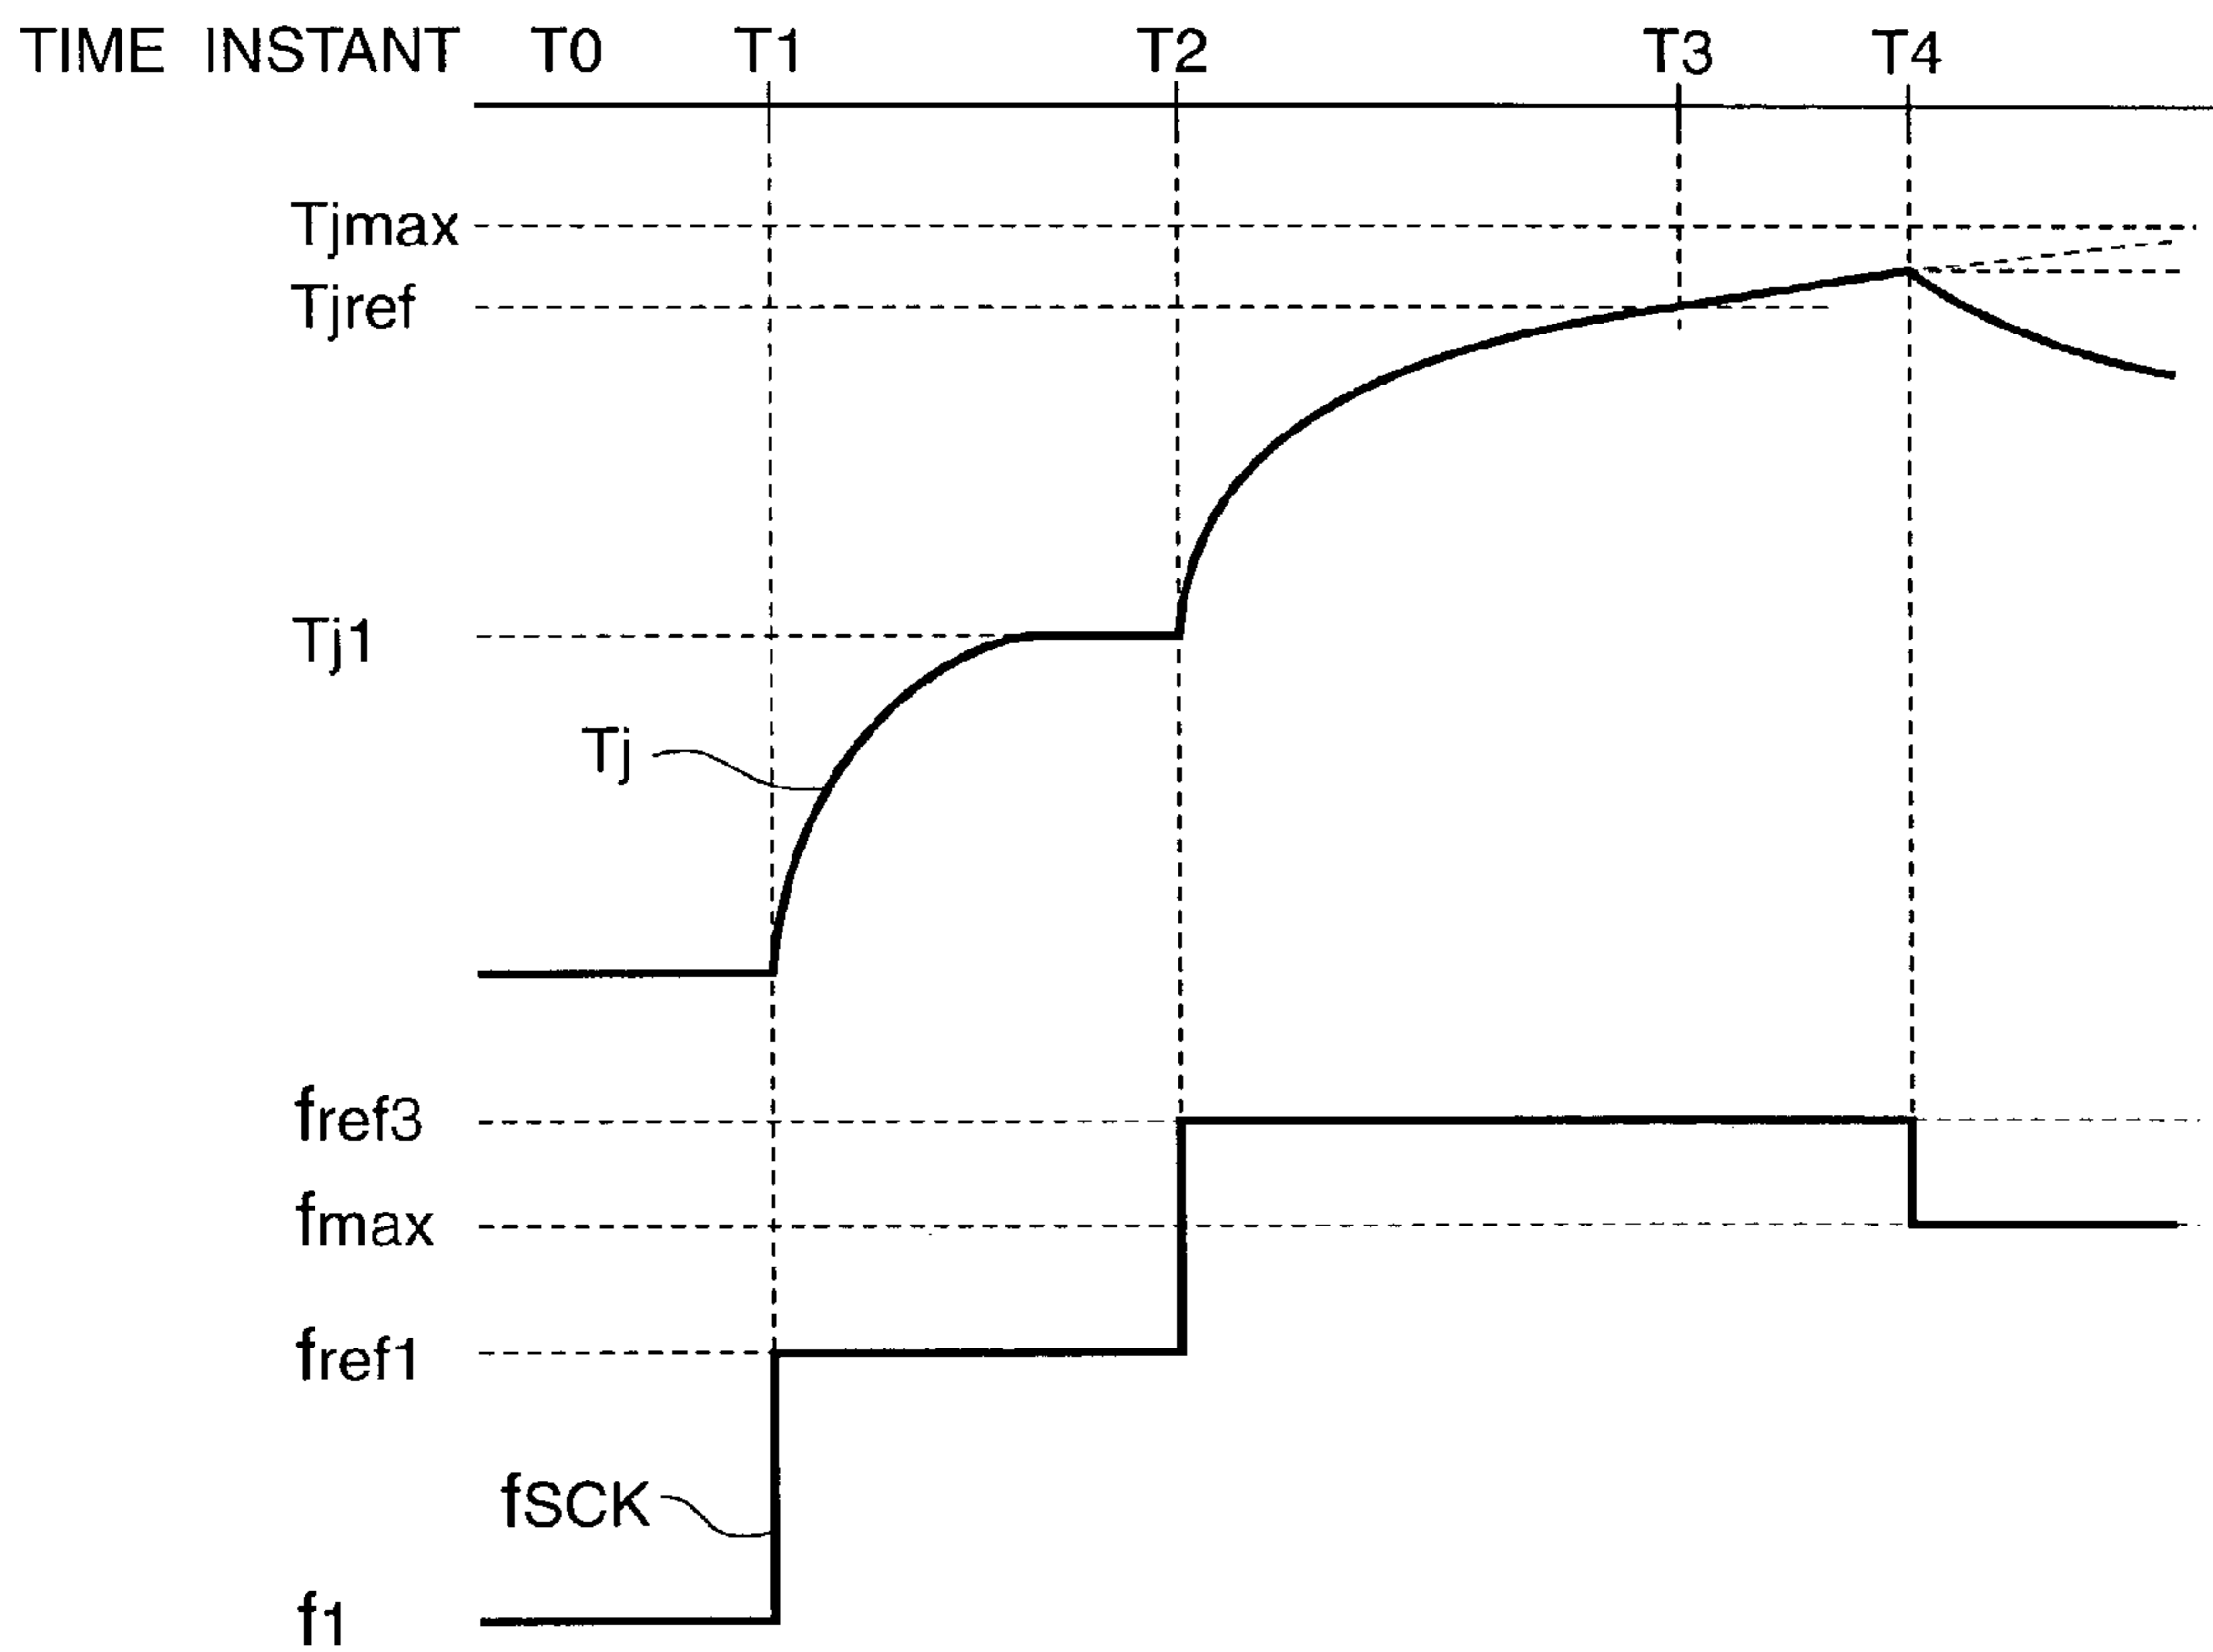 TIME INSTANT T0 T1 T2 T3 T4
Tjmax
Tjref
Tj1
Tj
fref3
fmax
fref1
fSCK
f1